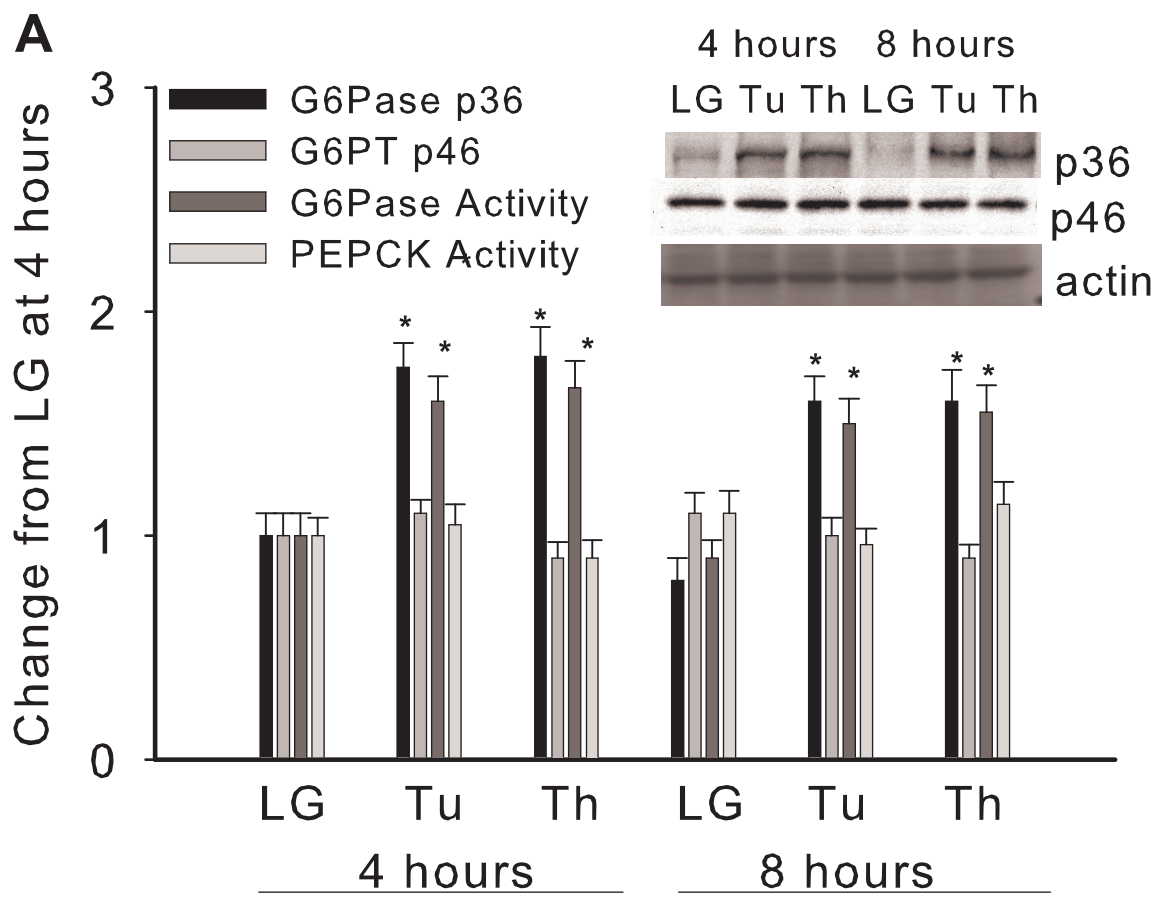 A
Change from LG at 4 hours
3
2
1
0
G6Pase p36
G6PT p46
G6Pase Activity
PEPCK Activity
4 hours 8 hours
LG Tu Th LG Tu Th
p36
p46
actin
* * * * * * * *
LG Tu Th LG Tu Th
4 hours 8 hours